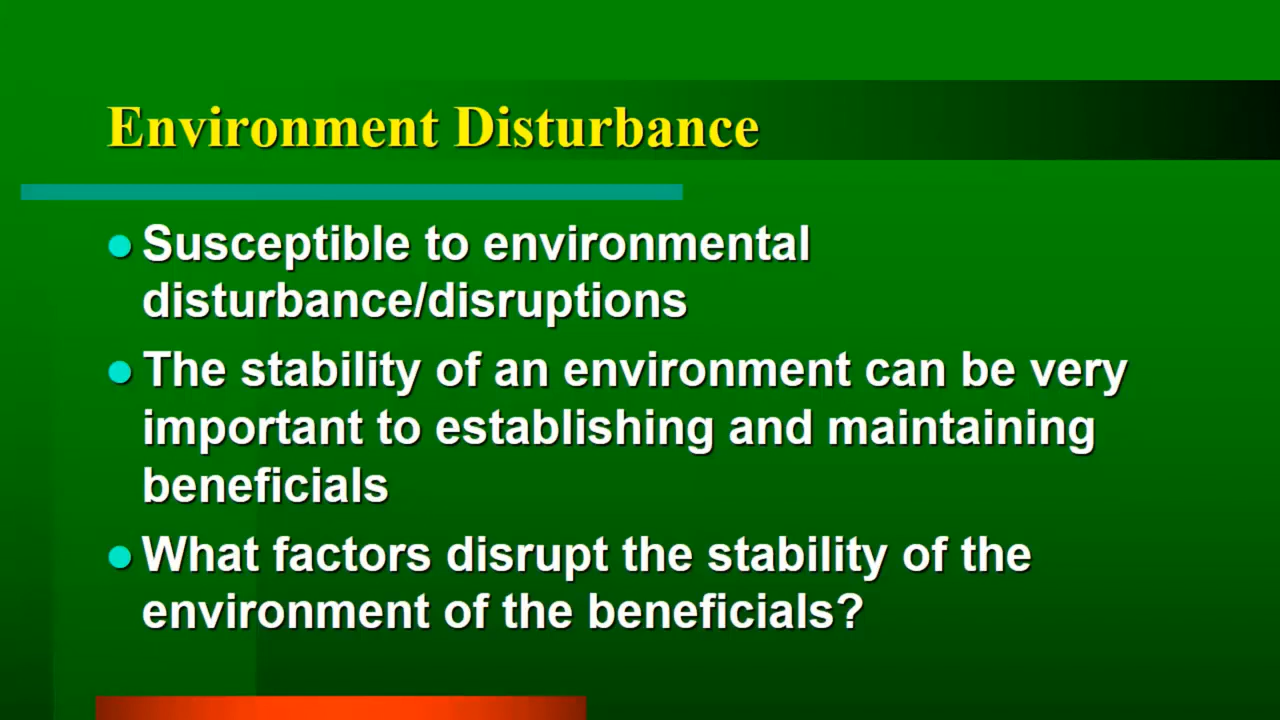 Environment Disturbance
Susceptible to environmental
disturbance/disruptions
The stability of an environment can be very
important to establishing and maintaining
beneficials
What factors disrupt the stability of the
environment of the beneficials?